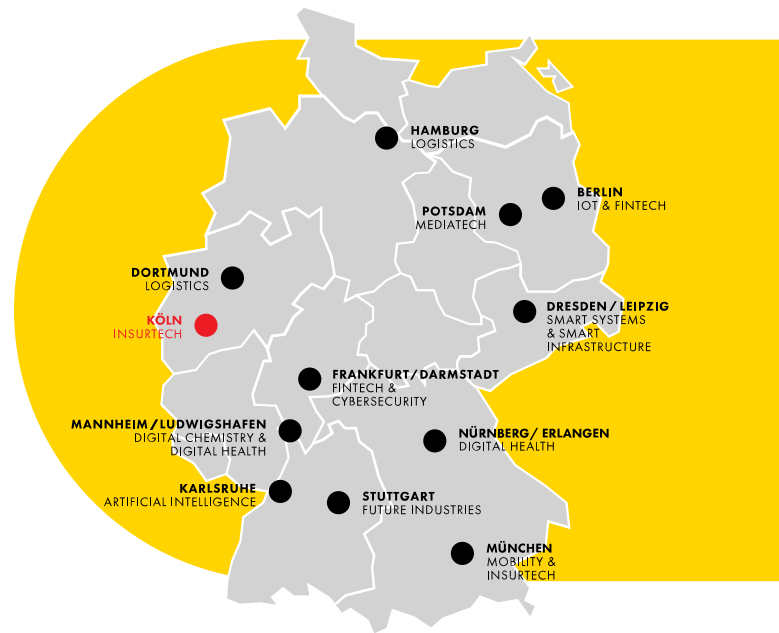 HAMBURG
LOGISTICS
BERLIN
IOT & FINTECH
POTSDAM
MEDIATECH
DORTMUND
LOGISTICS
DRESDEN / LEIPZIG
SMART SYSTEMS
& SMART
INFRASTRUCTURE
KÖLN
INSURTECH
FRANKFURT/DARMSTADT
FINTECH &
CYBERSECURITY
MANNHEIM/LUDWIGSHAFEN
DIGITAL CHEMISTRY &
DIGITAL HEALTH
NÜRNBERG/ ERLANGEN
DIGITAL HEALTH
KARLSRUHE
ARTIFICIAL INTELLIGENCE
STUTTGART
FUTURE INDUSTRIES
MÜNCHEN
MOBILITY &
INSURTECH